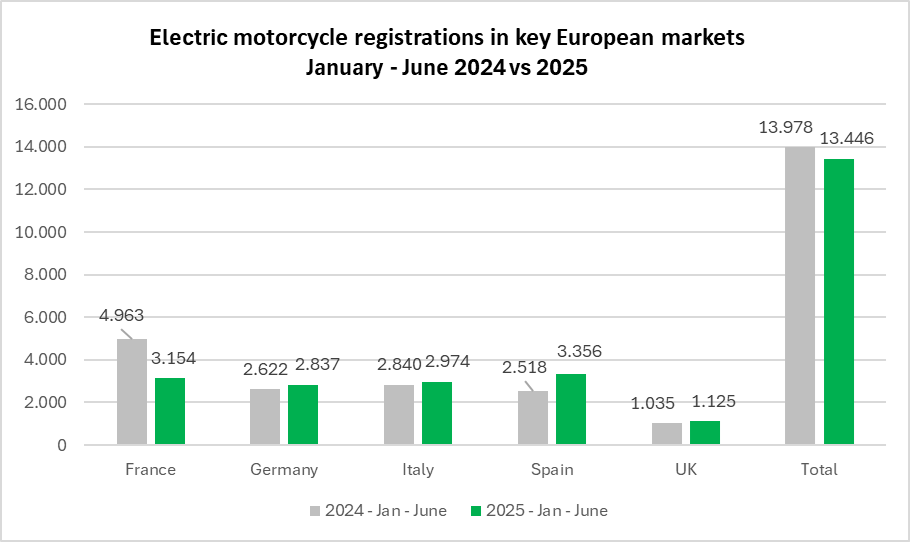 Electric motorcycle registrations in key European markets
January - June 2024 vs 2025
16.000
14.000
12.000
10.000
8.000
6.000
4.000
2.000
0
4.963
3.154
2.622
2.837
2.840
2.974
2.518
3.356
1.035
1.125
13.978
13.446
France
Germany
Italy
Spain
UK
Total
2024 - Jan - June
2025 - Jan - June